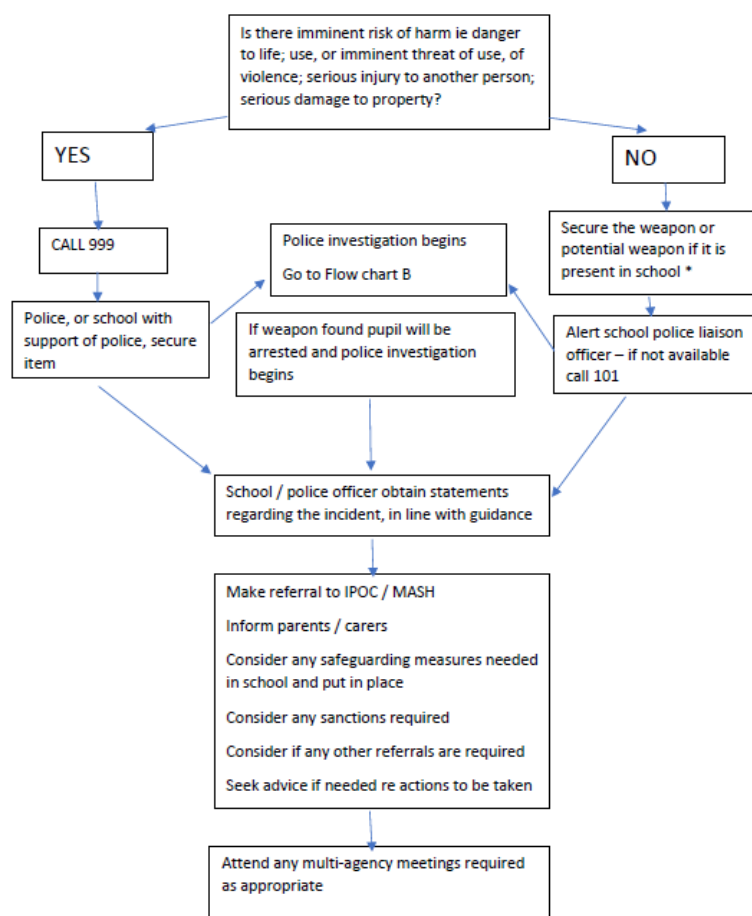 Is there imminent risk of harm ie danger
to life; use, or imminent threat of use, of
violence; serious injury to another person;
serious damage to property?
YES
NO
CALL 999
Police investigation begins
Go to Flow chart B
Secure the weapon or
potential weapon if it is
present in school *
Police, or school with
support of police, secure
item
If weapon found pupil will be
arrested and police investigation
begins
Alert school police liaison
officer – if not available
call 101
School / police officer obtain statements
regarding the incident, in line with guidance
Make referral to IPOC / MASH
Inform parents / carers
Consider any safeguarding measures needed
in school and put in place
Consider any sanctions required
Consider if any other referrals are required
Seek advice if needed re actions to be taken
Attend any multi-agency meetings required
as appropriate